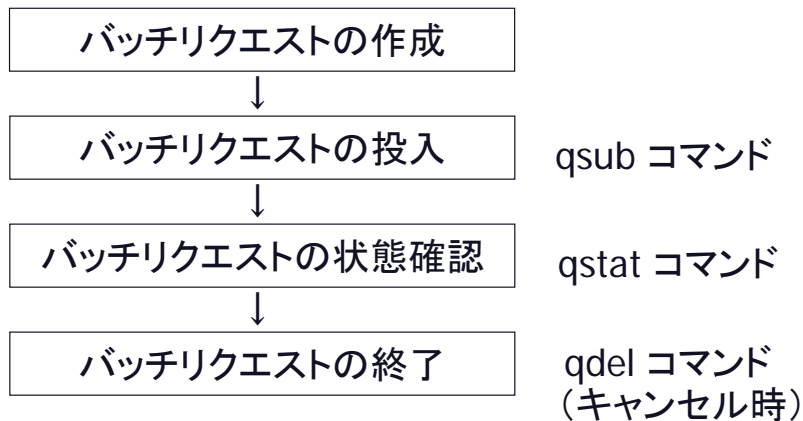 バッチリクエストの作成
↓
バッチリクエストの投入 qsub コマンド
↓
バッチリクエストの状態確認 qstat コマンド
↓
バッチリクエストの終了 qdel コマンド
（キャンセル時）